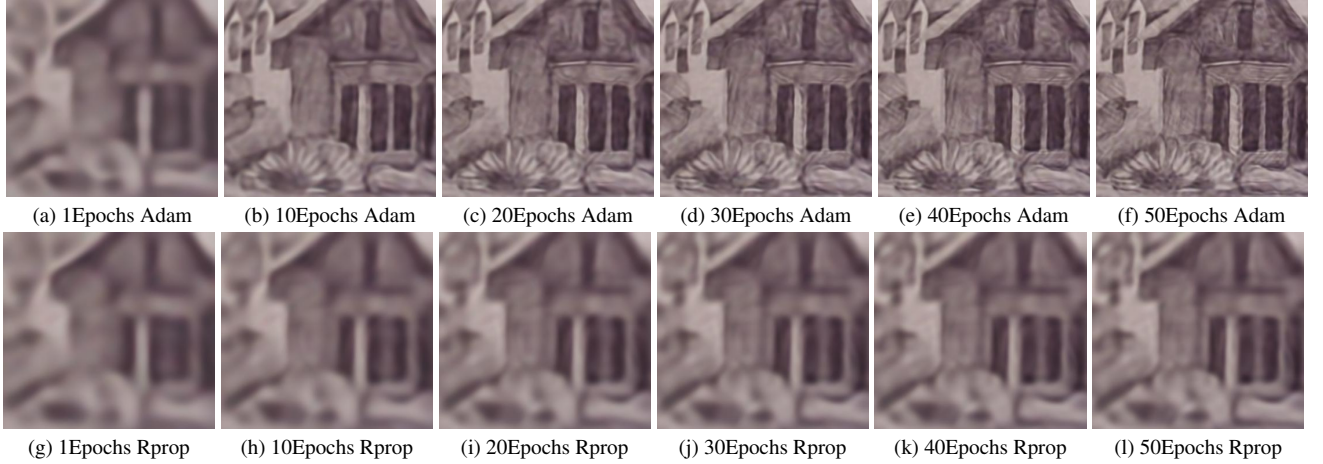 (a) 1Epochs Adam
(b) 10Epochs Adam
(c) 20Epochs Adam
(d) 30Epochs Adam
(e) 40Epochs Adam
(f) 50Epochs Adam
(g) 1Epochs Rprop
(h) 10Epochs Rprop
(i) 20Epochs Rprop
(j) 30Epochs Rprop
(k) 40Epochs Rprop
(l) 50Epochs Rprop